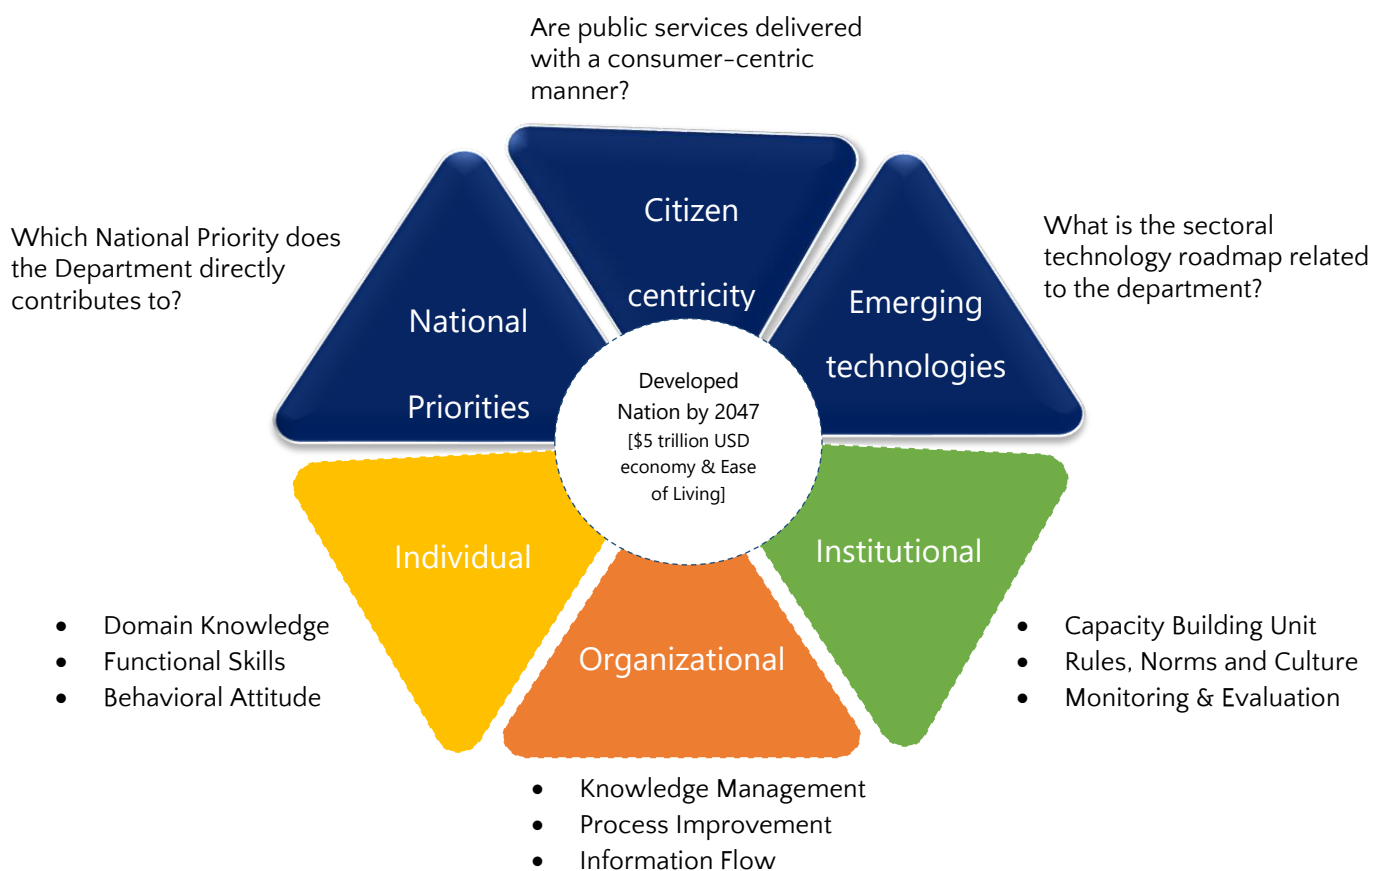 Are public services delivered
with a consumer-centric
manner?
Citizen
centricity
Which National Priority does
the Department directly
contributes to?
National
Priorities
What is the sectoral
technology roadmap related
to the department?
Emerging
technologies
Developed
Nation by 2047
[$5 trillion USD
economy & Ease
of Living]
Individual
• Domain Knowledge
• Functional Skills
• Behavioral Attitude
Organizational
• Knowledge Management
• Process Improvement
• Information Flow
Institutional
• Capacity Building Unit
• Rules, Norms and Culture
• Monitoring & Evaluation